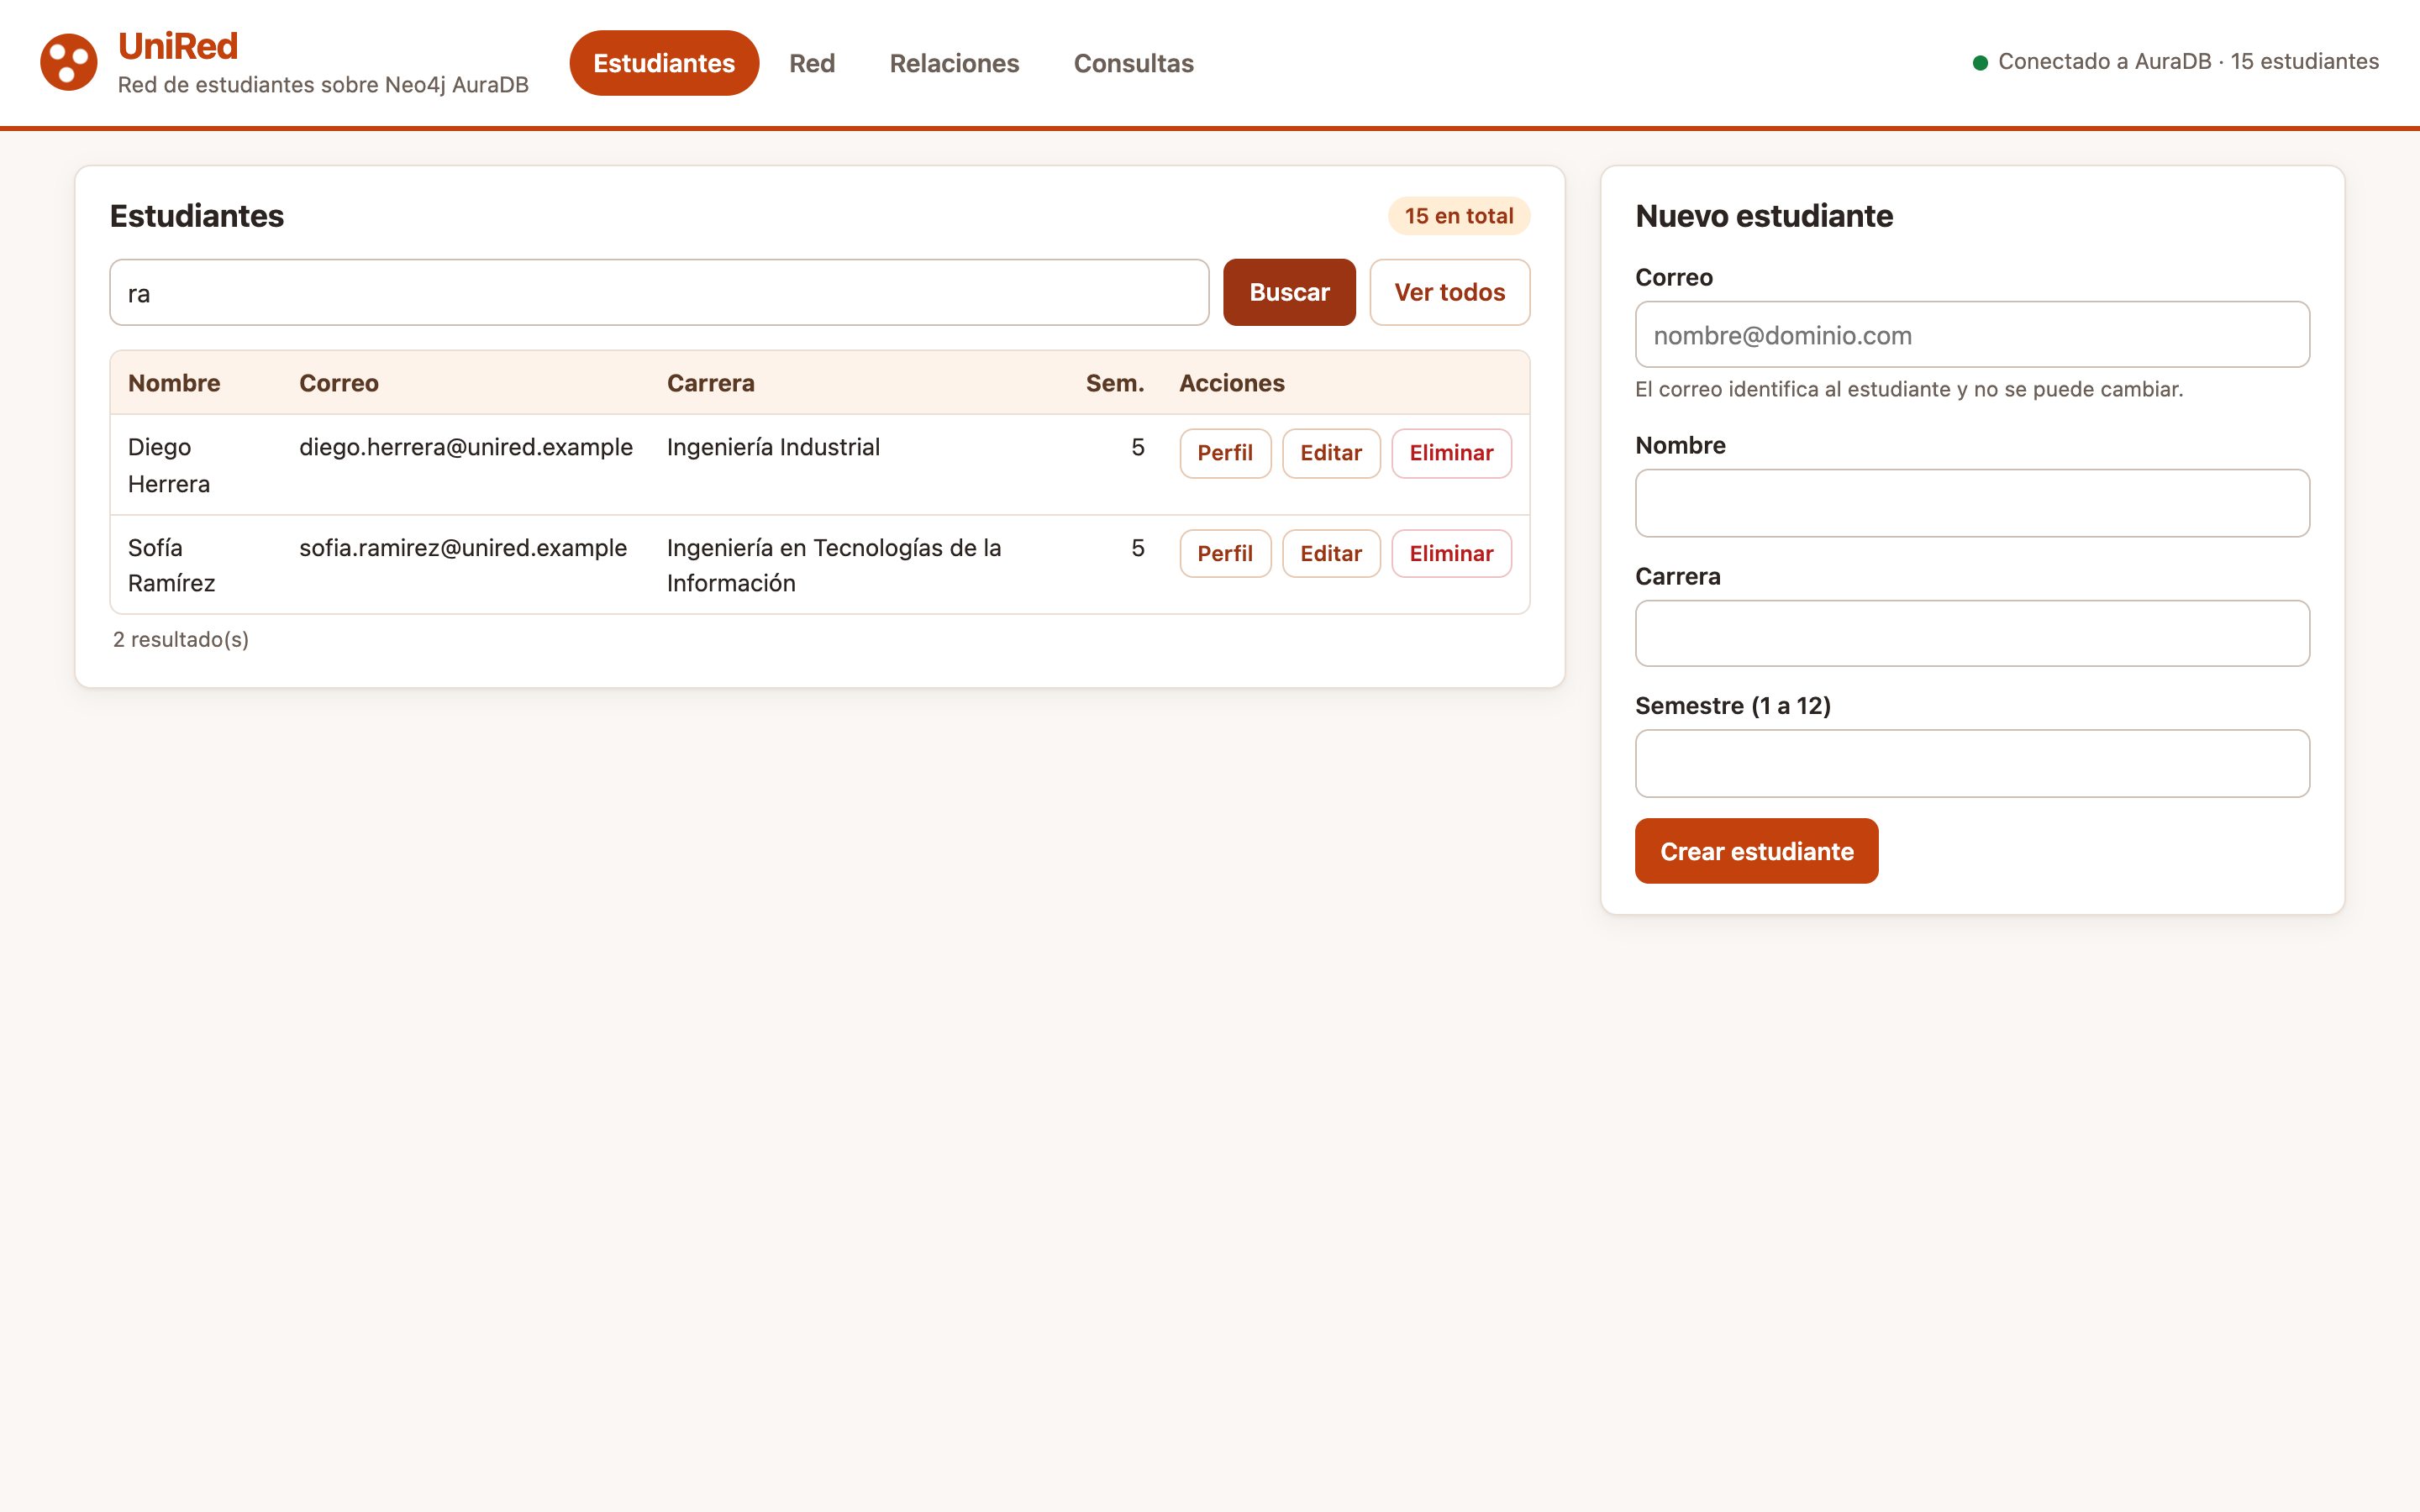 UniRed
Red de estudiantes sobre Neo4j AuraDB
Estudiantes
Red
Relaciones
Consultas
Conectado a AuraDB · 15 estudiantes
Estudiantes
15 en total
ra
Buscar
Ver todos
Nombre Correo Carrera Sem. Acciones
Diego diego.herrera@unired.example Ingeniería Industrial 5 Perfil Editar Eliminar
Herrera
Sofía sofia.ramirez@unired.example Ingeniería en Tecnologías de la 5 Perfil Editar Eliminar
Ramírez Información
2 resultado(s)
Nuevo estudiante
Correo
nombre@dominio.com
El correo identifica al estudiante y no se puede cambiar.
Nombre
Carrera
Semestre (1 a 12)
Crear estudiante